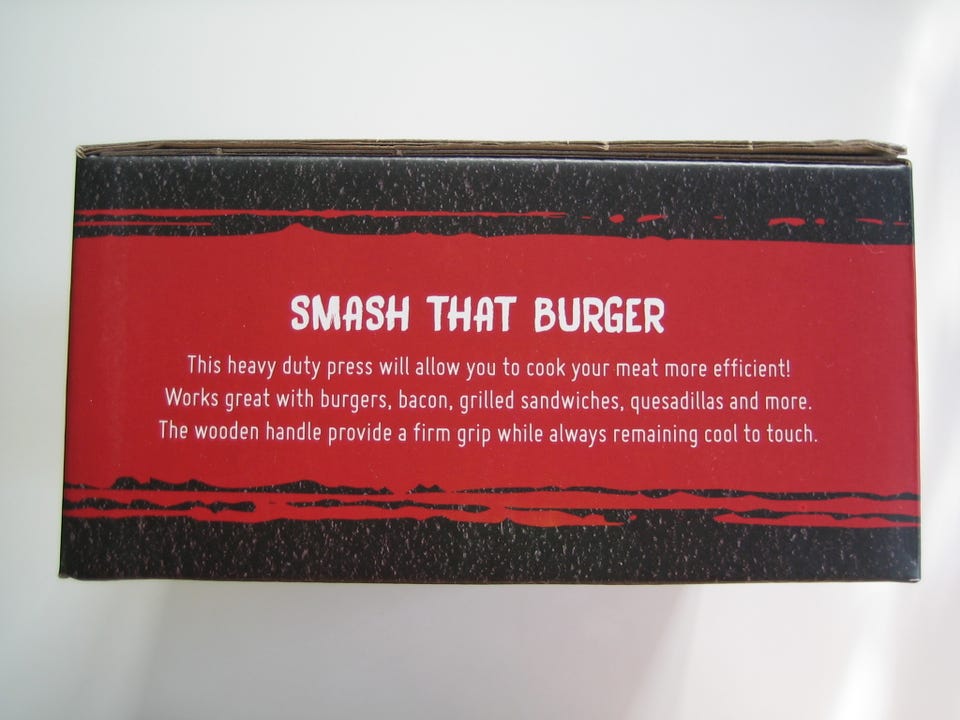 SMASH THAT BURGER
This heavy duty press will allow you to cook your meat more efficient!
Works great with burgers, bacon, grilled sandwiches, quesadillas and more.
The wooden handle provide a firm grip while always remaining cool to touch.